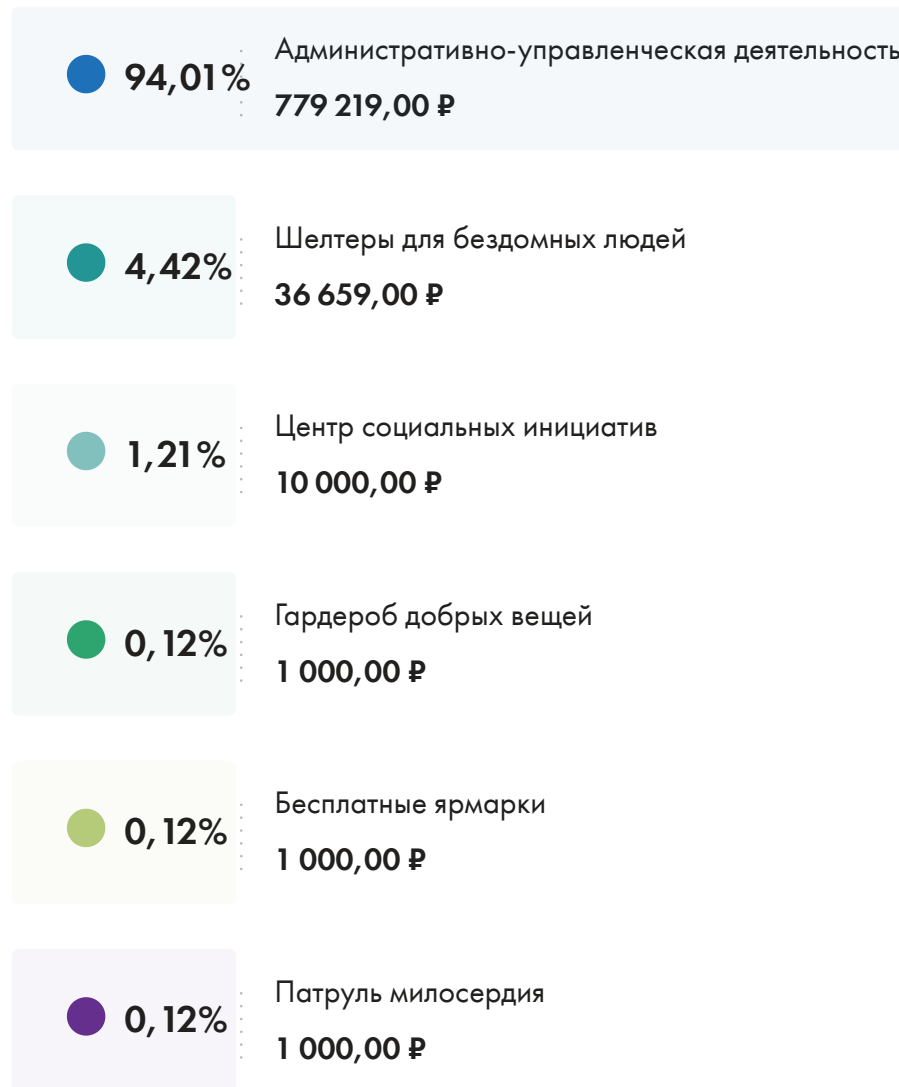 94,01%
Административно-управленческая деятельность
779 219,00 ₽
4,42%
Шелтеры для бездомных людей
36 659,00 ₽
1,21%
Центр социальных инициатив
10 000,00 ₽
0,12%
Гардероб добрых вещей
1 000,00 ₽
0,12%
Бесплатные ярмарки
1 000,00 ₽
0,12%
Патруль милосердия
1 000,00 ₽